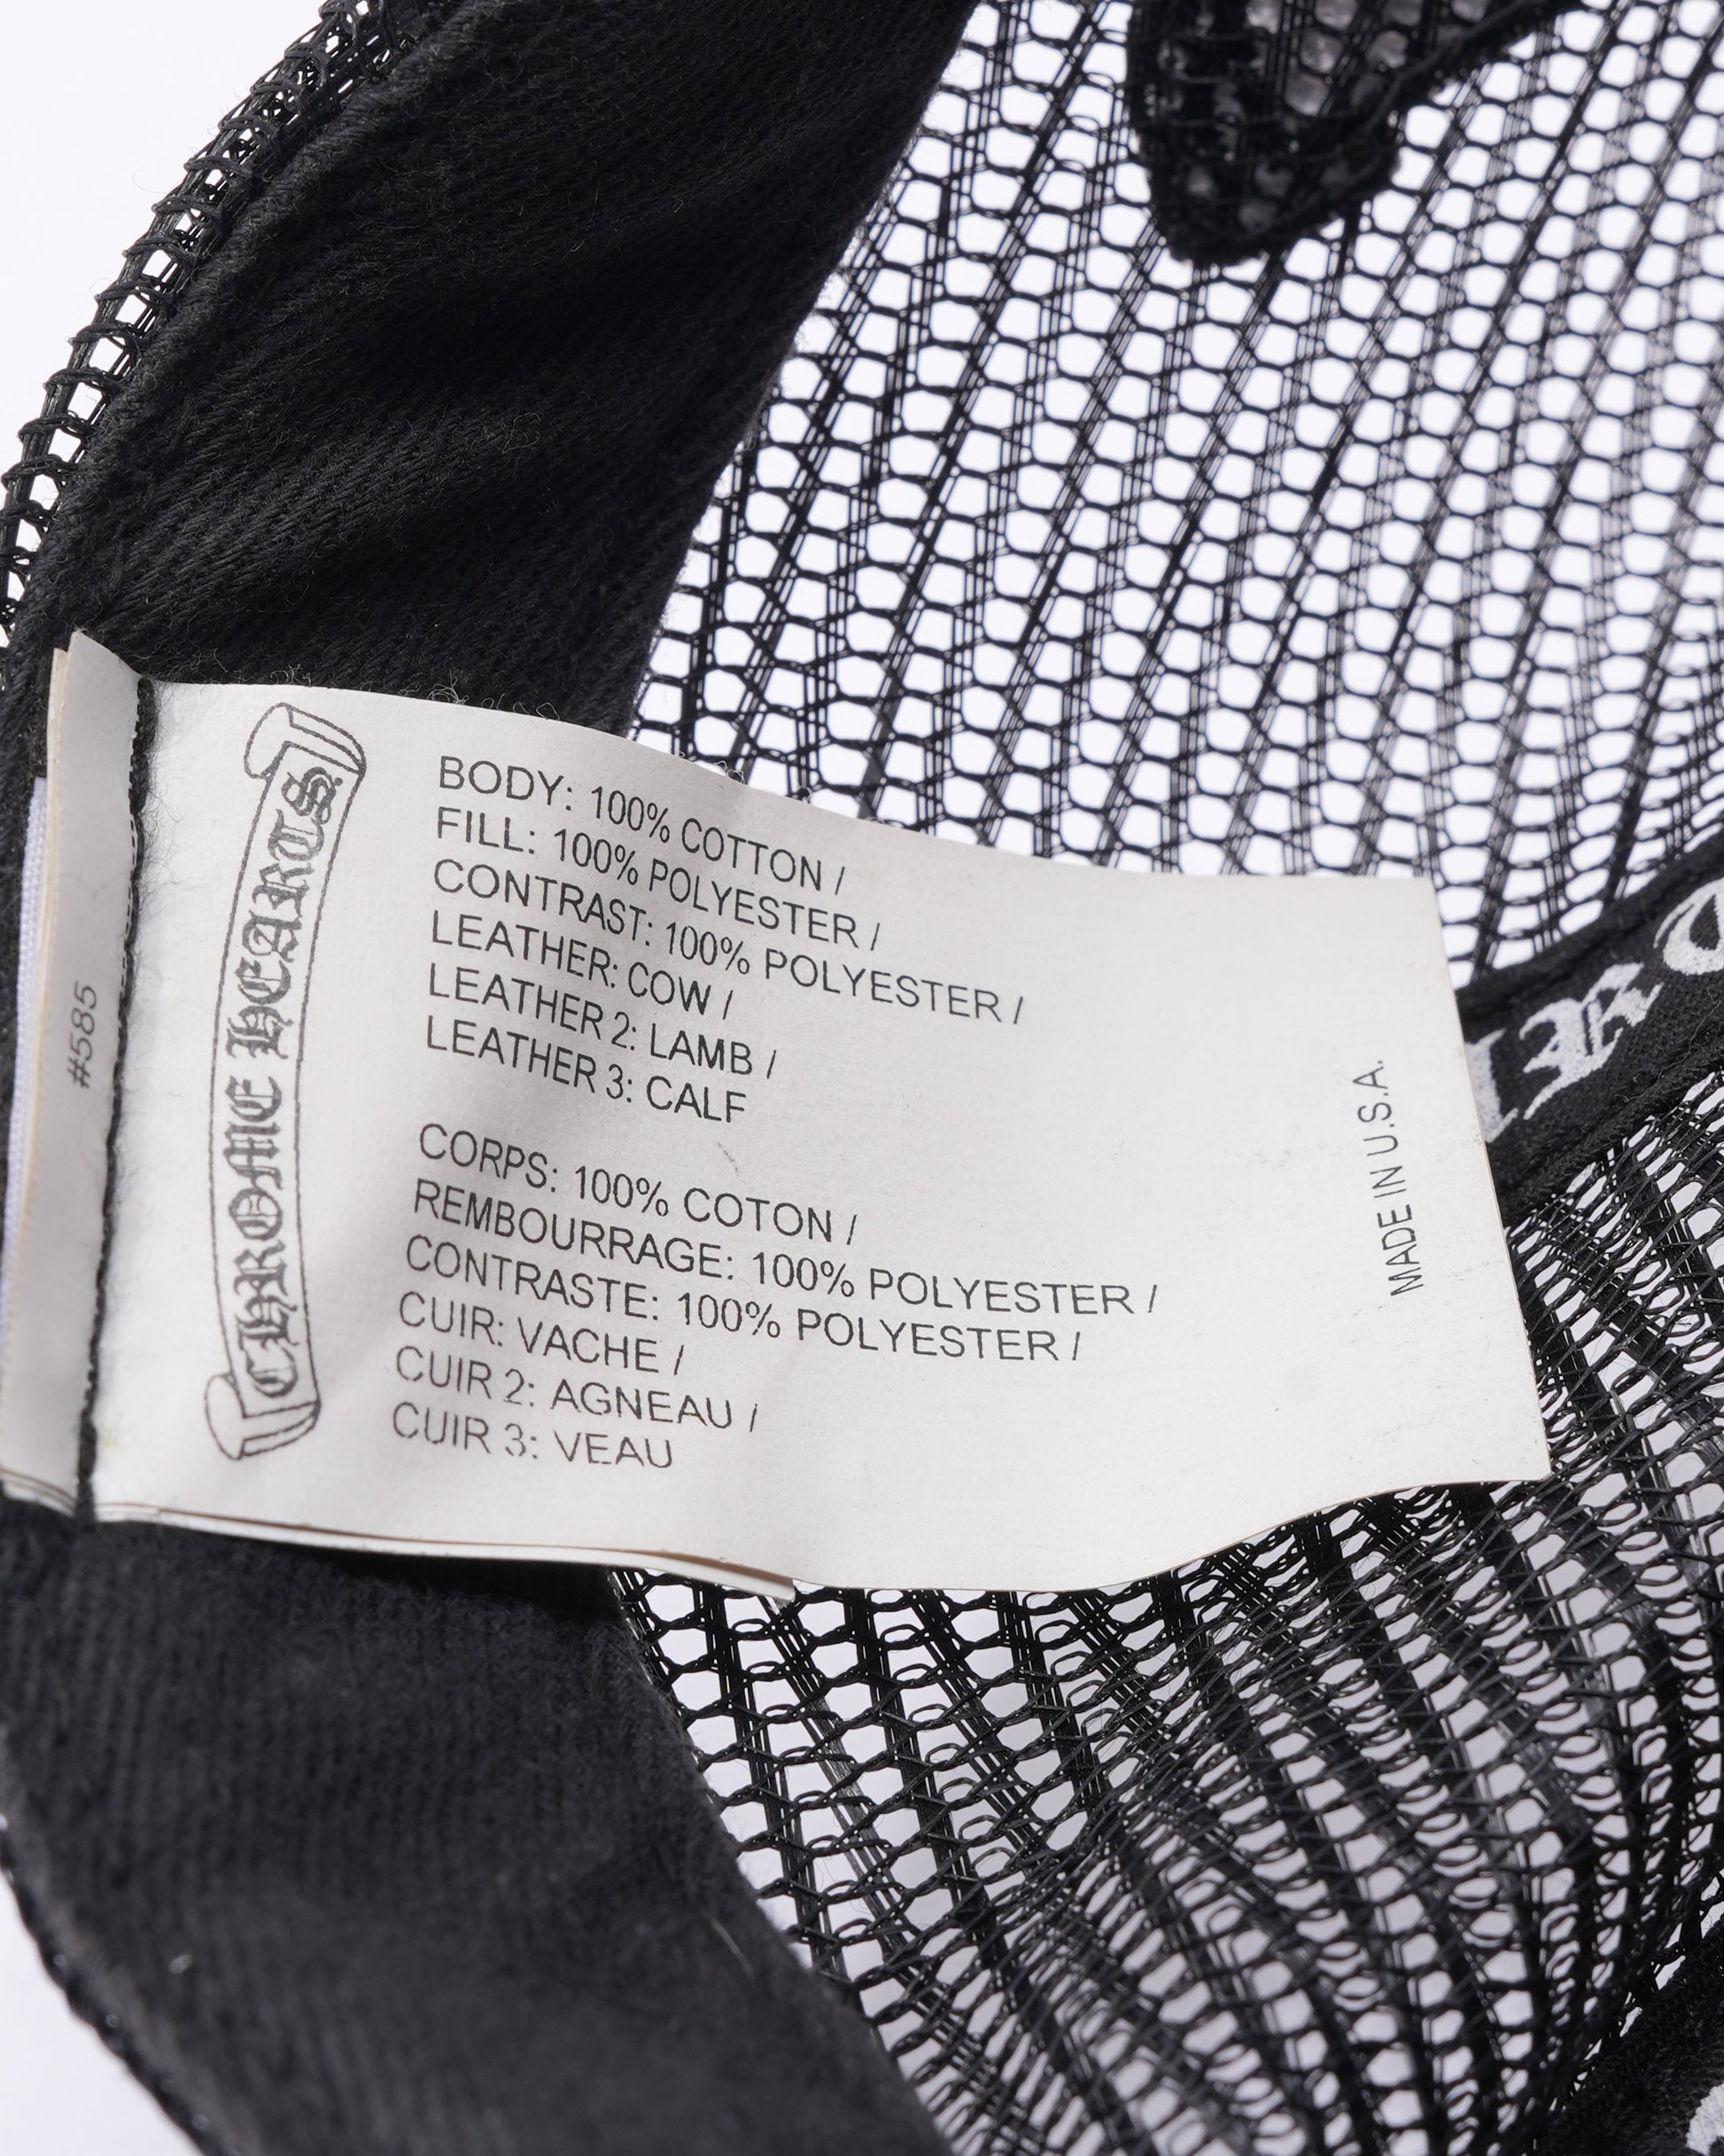 #585
CHROME HEARTS
BODY: 100% COTTON /
FILL: 100% POLYESTER /
CONTRAST: 100% POLYESTER /
LEATHER: COW /
LEATHER 2: LAMB /
LEATHER 3: CALF
CORPS: 100% COTON /
REMBOURRAGE: 100% POLYESTER /
CONTRASTE: 100% POLYESTER /
CUIR: VACHE /
CUIR 2: AGNEAU /
CUIR 3: VEAU
MADE IN U.S.A.